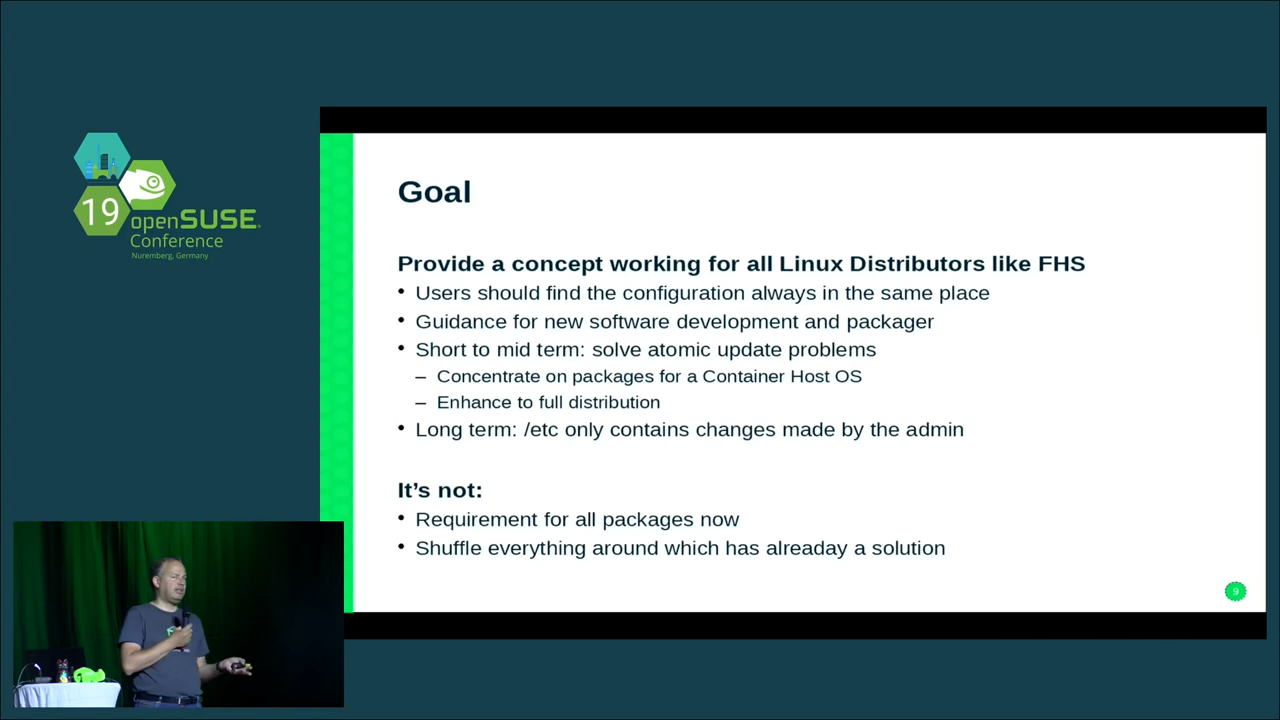 19
openSUSE
Conference
Nuremberg, Germany
Goal
Provide a concept working for all Linux Distributors like FHS
• Users should find the configuration always in the same place
• Guidance for new software development and packager
• Short to mid term: solve atomic update problems
– Concentrate on packages for a Container Host OS
– Enhance to full distribution
• Long term: /etc only contains changes made by the admin
It's not:
• Requirement for all packages now
• Shuffle everything around which has alreaday a solution
9